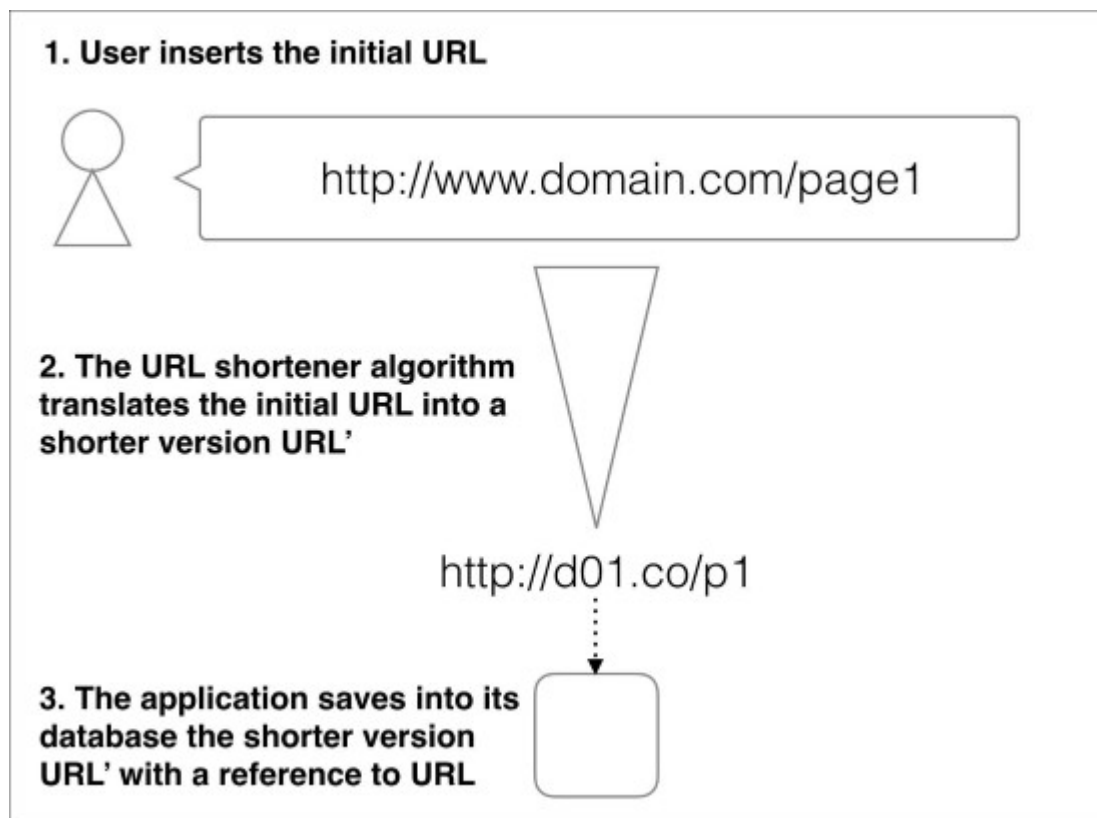 1. User inserts the initial URL
http://www.domain.com/page1
2. The URL shortener algorithm
translates the initial URL into a
shorter version URL’
http://d01.co/p1
3. The application saves into its
database the shorter version
URL’ with a reference to URL